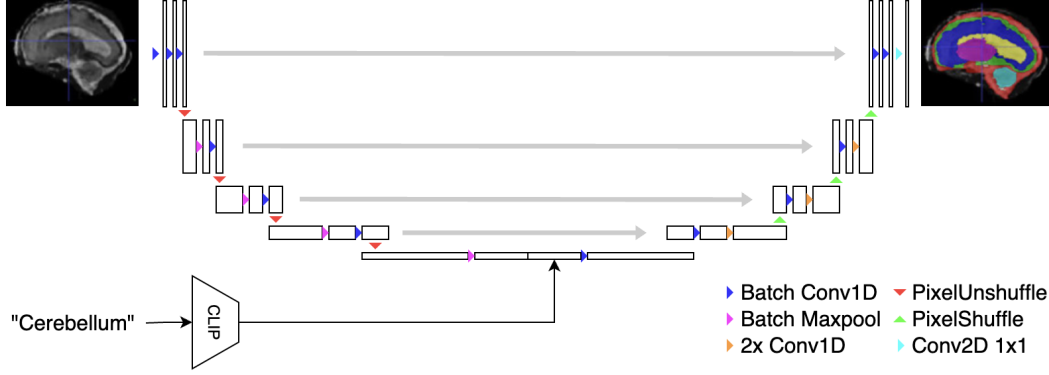 "Cerebellum"
CLIP
Batch Conv1D
Batch Maxpool
2x Conv1D
PixelUnshuffle
PixelShuffle
Conv2D 1x1